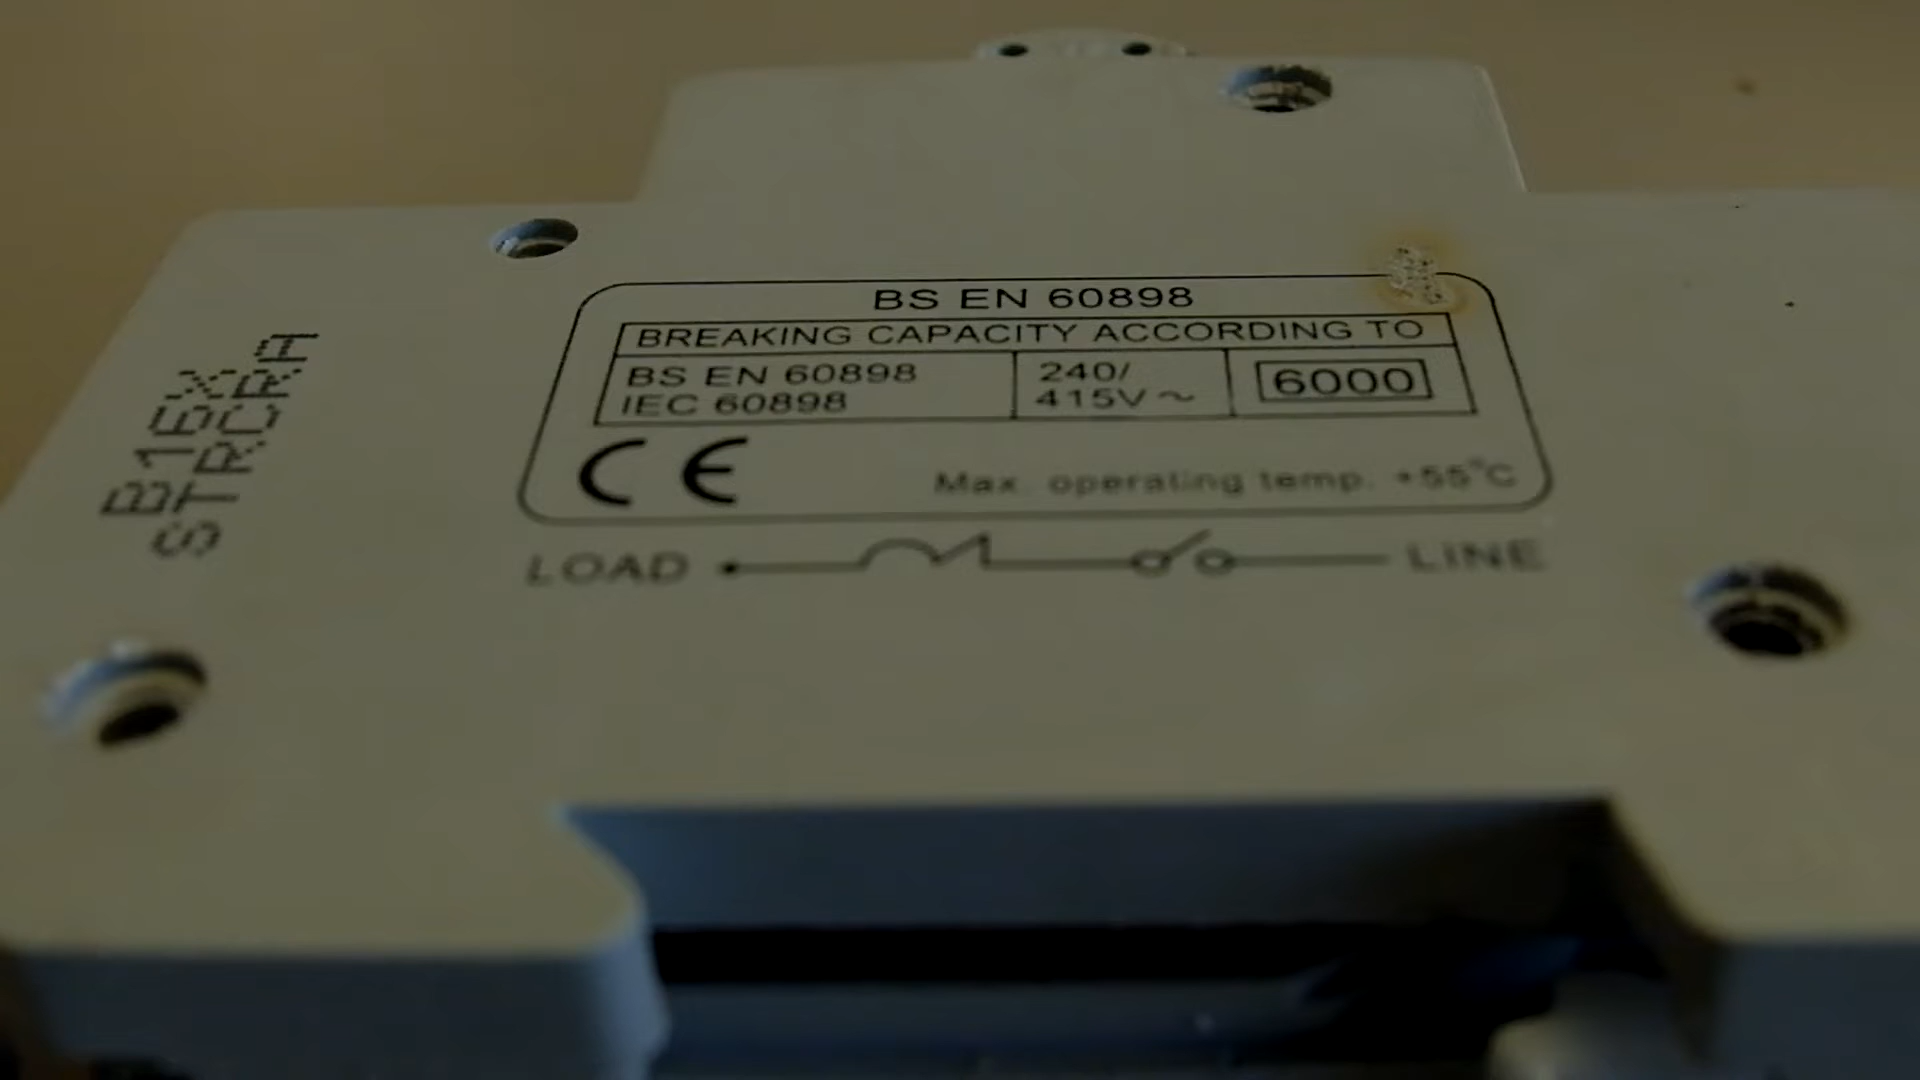 BS EN 60898
BREAKING CAPACITY ACCORDING TO
BS EN 60898
IEC 60898
240/
415V~
6000
CE
Max. operating temp. +55°C
LOAD
LINE
B16X
STRCRA